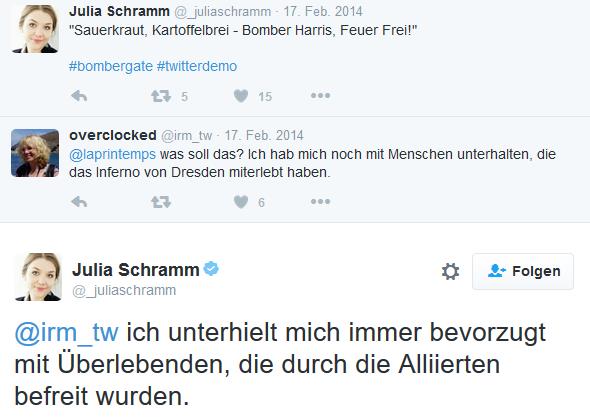 Julia Schramm @_juliaschramm · 17. Feb. 2014
"Sauerkraut, Kartoffelbrei - Bomber Harris, Feuer Frei!"
#bombergate #twitterdemo
5 15
overclocked @irm_tw · 17. Feb. 2014
@laprintemps was soll das? Ich hab mich noch mit Menschen unterhalten, die
das Inferno von Dresden miterlebt haben.
6
Julia Schramm
@_juliaschramm
Folgen
@irm_tw ich unterhielt mich immer bevorzugt
mit Überlebenden, die durch die Alliierten
befreit wurden.